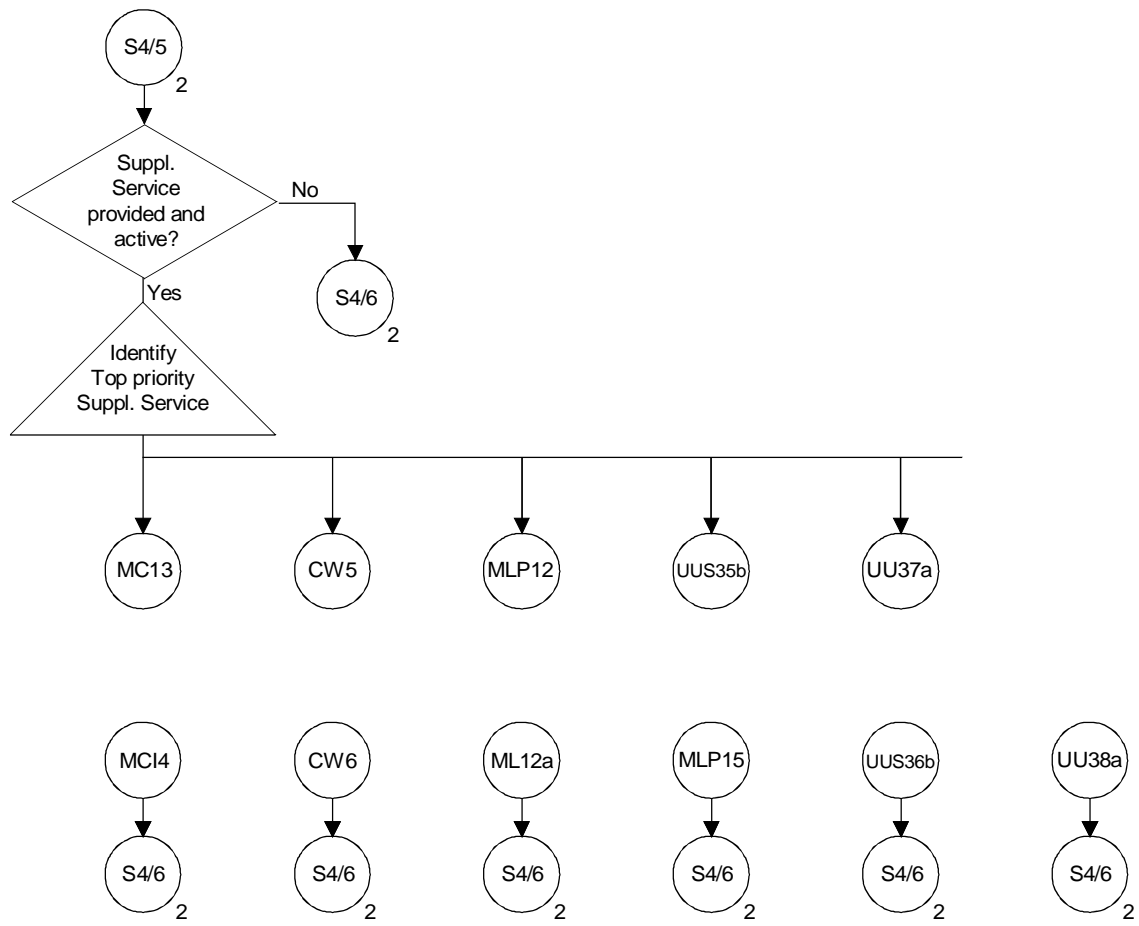 S4/5
2
Suppl.
Service
provided and
active?
No
S4/6
2
Yes
Identify
Top priority
Suppl. Service
MC13
CW5
MLP12
UUS35b
UU37a
MCI4
CW6
ML12a
MLP15
UUS36b
UU38a
S4/6
2
S4/6
2
S4/6
2
S4/6
2
S4/6
2
S4/6
2